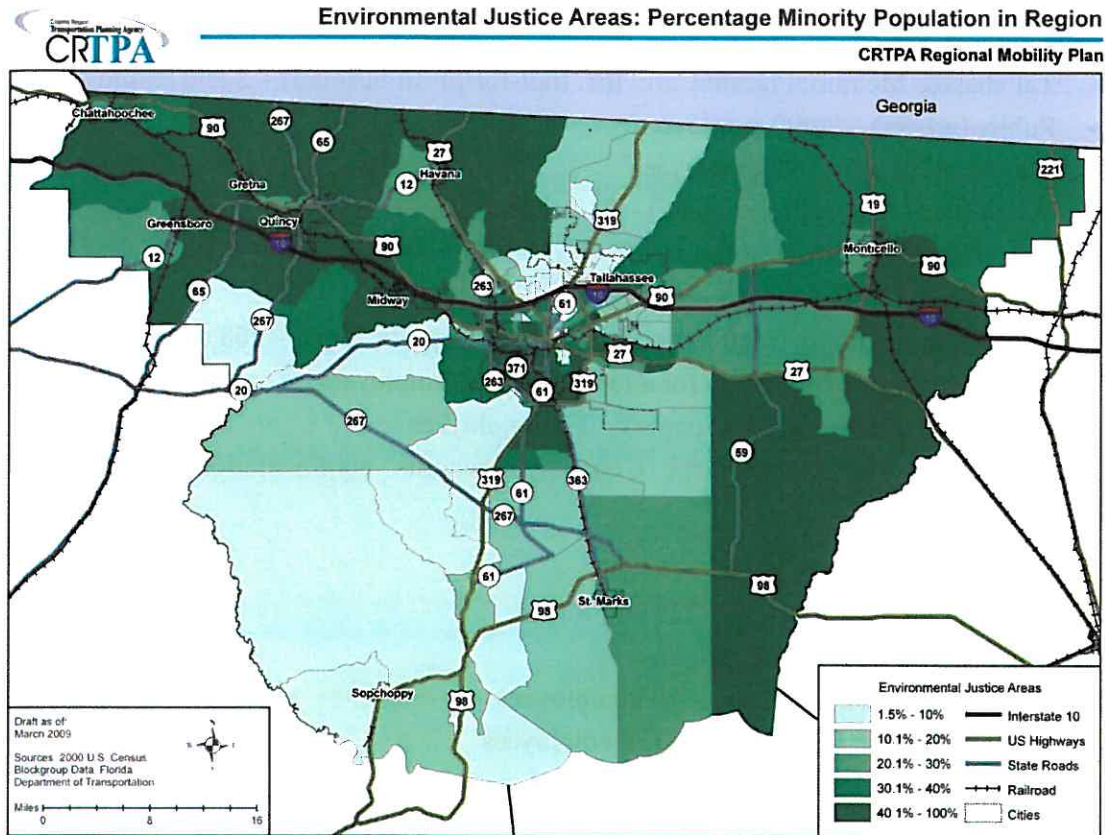 Capital Region
Transportation Planning Agency
CRTPA
Environmental Justice Areas: Percentage Minority Population in Region
CRTPA Regional Mobility Plan
Georgia
Chattahoochee
90
267
65
27
Havana
221
Gretna
12
19
319
Greensboro
Quincy
10
90
Monticello
12
90
Tallahassee
65
Midway
263
61
10
90
10
267
20
27
371
27
20
263
61
319
267
59
319
61
363
267
61
98
98
St. Marks
Sopchoppy
98
Draft as of
March 2009
Sources 2000 U.S. Census
Blockgroup Data Florida
Department of Transportation
Miles
0 8 16
Environmental Justice Areas
1.5% - 10%
10.1% - 20%
20.1% - 30%
30.1% - 40%
40.1% - 100%
Interstate 10
US Highways
State Roads
Railroad
Cities